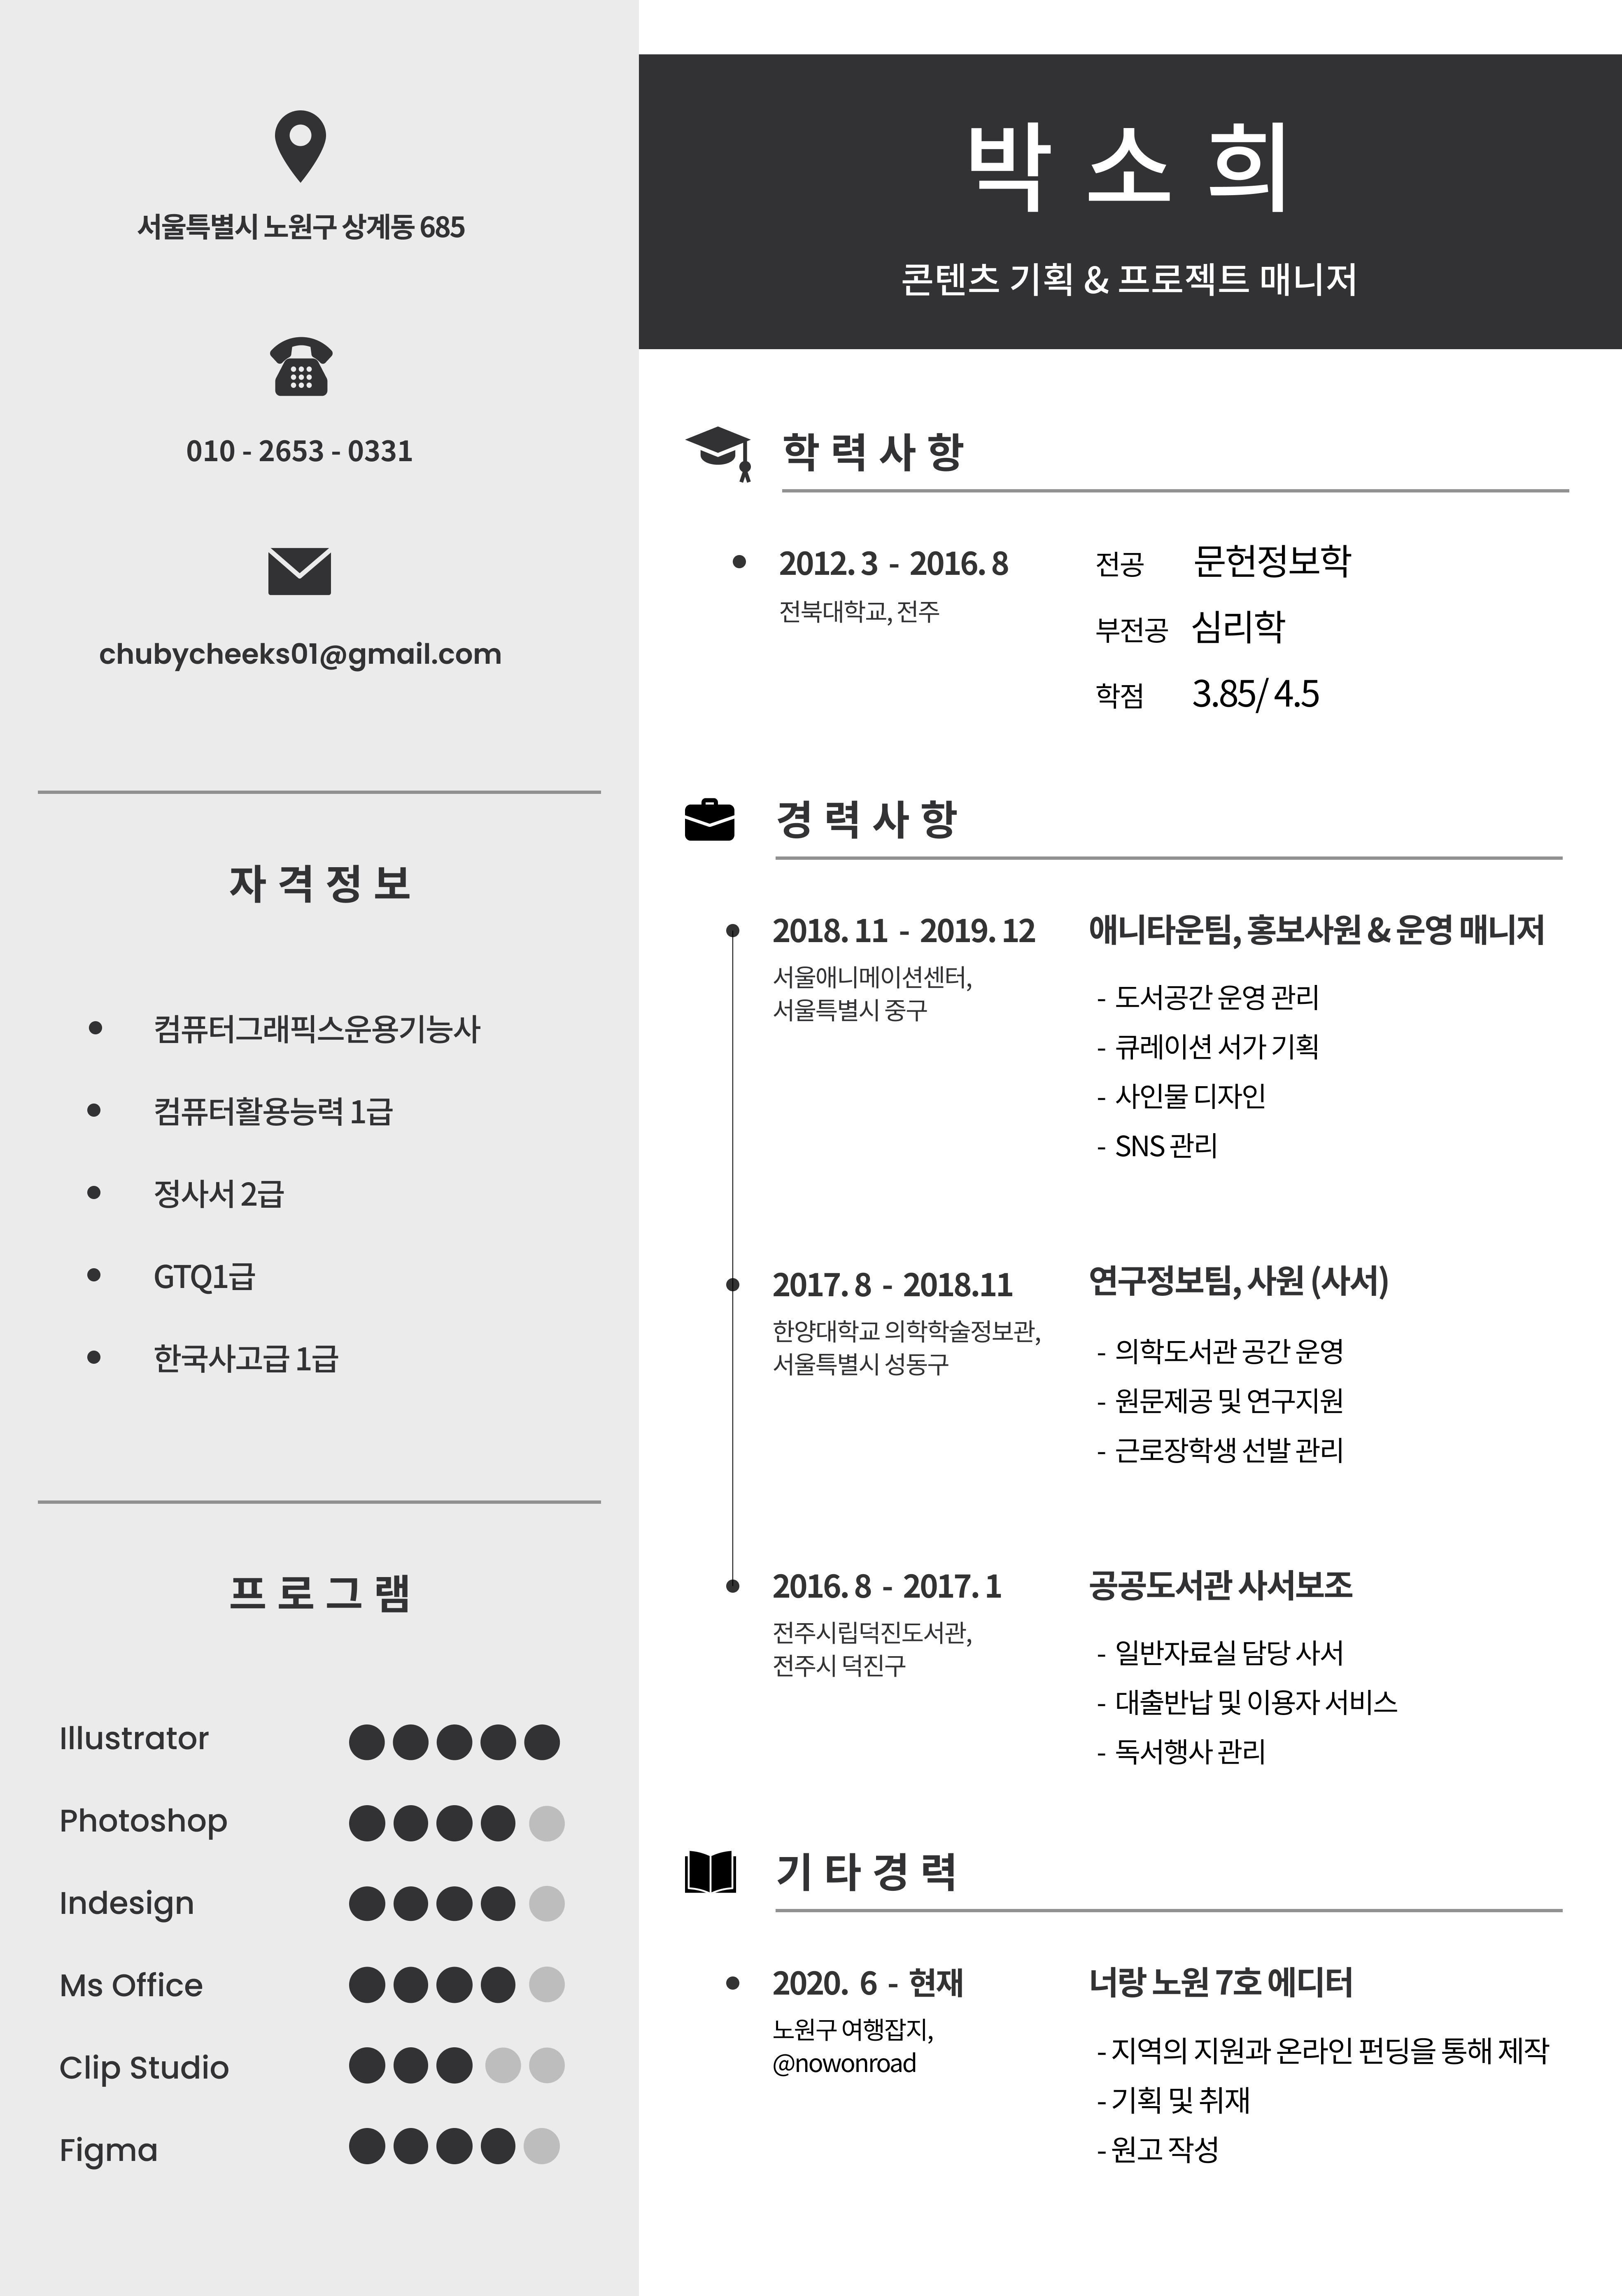 서울특별시 노원구 상계동 685
010 - 2653 - 0331
chubycheeks01@gmail.com
자격정보
컴퓨터그래픽스운용기능사
컴퓨터활용능력 1급
정사서 2급
GTQ1급
한국사고급 1급
프로그램
Illustrator
Photoshop
Indesign
Ms Office
Clip Studio
Figma
박소희
콘텐츠 기획 & 프로젝트 매니저
학력사항
2012. 3 - 2016. 8
전북대학교, 전주
전공 문헌정보학
부전공 심리학
학점 3.85/ 4.5
경력사항
2018. 11 - 2019. 12
서울애니메이션센터,
서울특별시 중구
애니타운팀, 홍보사원 & 운영 매니저
- 도서공간 운영 관리
- 큐레이션 서가 기획
- 사인물 디자인
- SNS 관리
2017. 8 - 2018.11
한양대학교 의학학술정보관,
서울특별시 성동구
연구정보팀, 사원 (사서)
- 의학도서관 공간 운영
- 원문제공 및 연구지원
- 근로장학생 선발 관리
2016. 8 - 2017. 1
전주시립덕진도서관,
전주시 덕진구
공공도서관 사서보조
- 일반자료실 담당 사서
- 대출반납 및 이용자 서비스
- 독서행사 관리
기타경력
2020. 6 - 현재
노원구 여행잡지,
@nowonroad
너랑 노원 7호 에디터
- 지역의 지원과 온라인 펀딩을 통해 제작
- 기획 및 취재
- 원고 작성